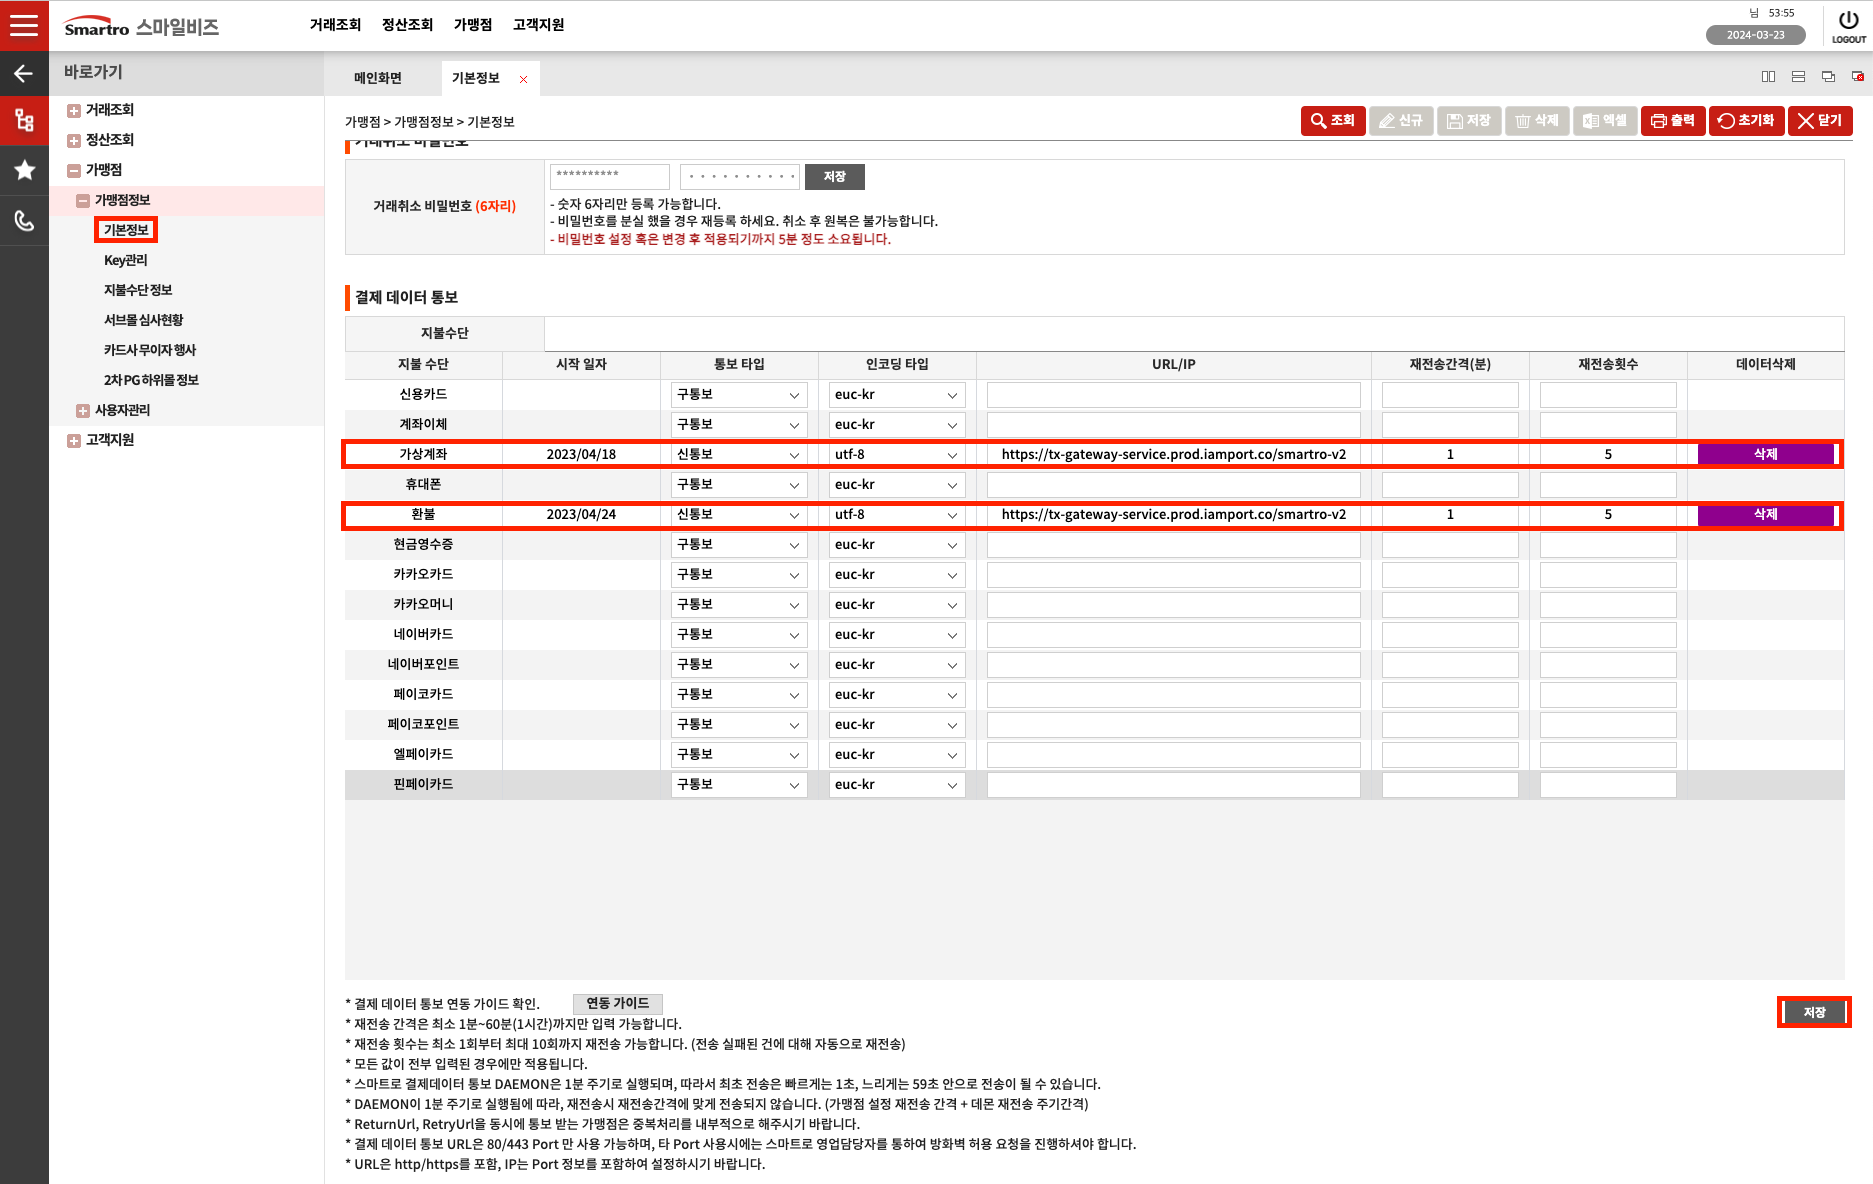 Smartro 스마일비즈
거래조회 정산조회 가맹점 고객지원
님 53:55
2024-03-23
LOGOUT
바로가기
메인화면 기본정보
거래조회
정산조회
가맹점
가맹점정보
기본정보
Key관리
지불수단 정보
서브몰 심사현황
카드사 무이자 행사
2차 PG 하위몰 정보
사용자관리
고객지원
가맹점 > 가맹점정보 > 기본정보
조회 신규 저장 삭제 엑셀 출력 초기화 닫기
거래취소 비밀번호
거래취소 비밀번호 (6자리)
********** · · · · · · · · · · 저장
- 숫자 6자리만 등록 가능합니다.
- 비밀번호를 분실 했을 경우 재등록 하세요. 취소 후 원복은 불가능합니다.
- 비밀번호 설정 혹은 변경 후 적용되기까지 5분 정도 소요됩니다.
결제 데이터 통보
지불수단
지불 수단 시작 일자 통보 타입 인코딩 타입 URL/IP 재전송간격(분) 재전송횟수 데이터삭제
신용카드 구통보 euc-kr
계좌이체 구통보 euc-kr
가상계좌 2023/04/18 신통보 utf-8 https://tx-gateway-service.prod.iamport.co/smartro-v2 1 5 삭제
휴대폰 구통보 euc-kr
환불 2023/04/24 신통보 utf-8 https://tx-gateway-service.prod.iamport.co/smartro-v2 1 5 삭제
현금영수증 구통보 euc-kr
카카오카드 구통보 euc-kr
카카오머니 구통보 euc-kr
네이버카드 구통보 euc-kr
네이버포인트 구통보 euc-kr
페이코카드 구통보 euc-kr
페이코포인트 구통보 euc-kr
엘페이카드 구통보 euc-kr
핀페이카드 구통보 euc-kr
* 결제 데이터 통보 연동 가이드 확인. 연동 가이드
저장
* 재전송 간격은 최소 1분~60분(1시간)까지만 입력 가능합니다.
* 재전송 횟수는 최소 1회부터 최대 10회까지 재전송 가능합니다. (전송 실패된 건에 대해 자동으로 재전송)
* 모든 값이 전부 입력된 경우에만 적용됩니다.
* 스마트로 결제데이터 통보 DAEMON은 1분 주기로 실행되며, 따라서 최초 전송은 빠르게는 1초, 느리게는 59초 안으로 전송이 될 수 있습니다.
* DAEMON이 1분 주기로 실행됨에 따라, 재전송시 재전송간격에 맞게 전송되지 않습니다. (가맹점 설정 재전송 간격 + 데몬 재전송 주기간격)
* ReturnUrl, RetryUrl을 동시에 통보 받는 가맹점은 중복처리를 내부적으로 해주시기 바랍니다.
* 결제 데이터 통보 URL은 80/443 Port 만 사용 가능하며, 타 Port 사용시에는 스마트로 영업담당자를 통하여 방화벽 허용 요청을 진행하셔야 합니다.
* URL은 http/https를 포함, IP는 Port 정보를 포함하여 설정하시기 바랍니다.